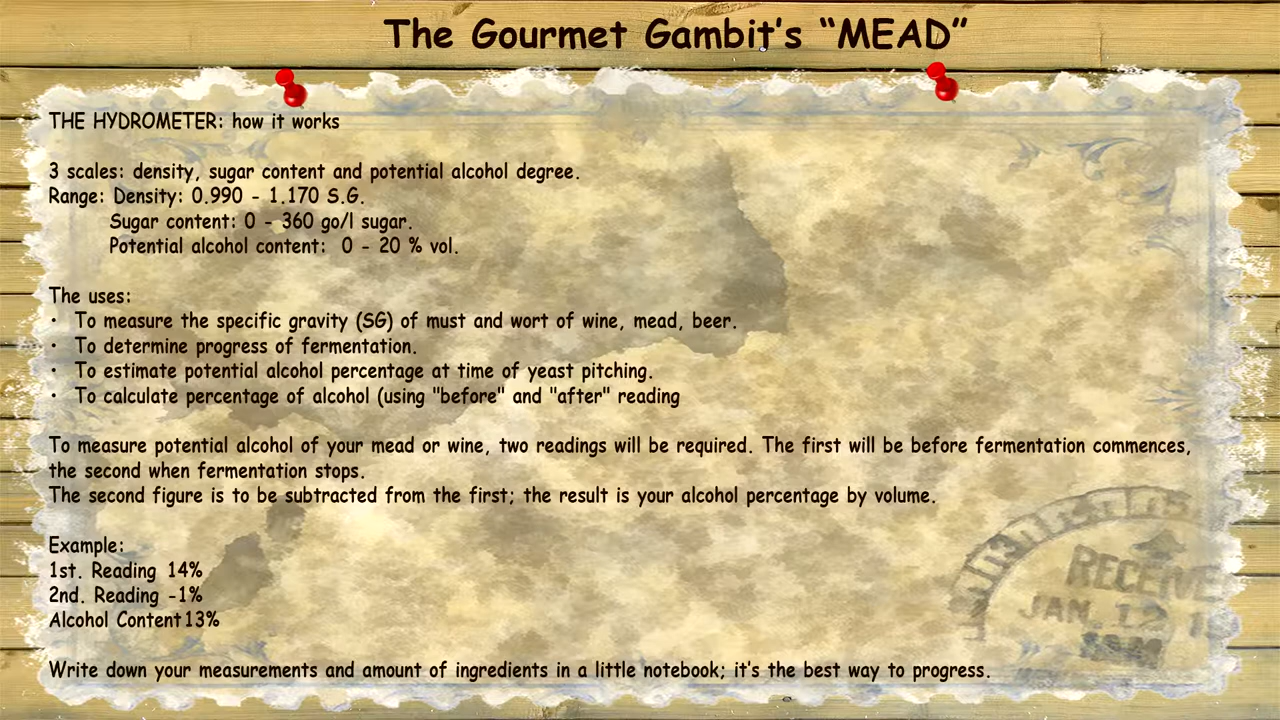 The Gourmet Gambit's “MEAD”
THE HYDROMETER: how it works
3 scales: density, sugar content and potential alcohol degree.
Range: Density: 0.990 - 1.170 S.G.
Sugar content: 0 - 360 go/l sugar.
Potential alcohol content: 0 - 20 % vol.
The uses:
• To measure the specific gravity (SG) of must and wort of wine, mead, beer.
• To determine progress of fermentation.
• To estimate potential alcohol percentage at time of yeast pitching.
• To calculate percentage of alcohol (using "before" and "after" reading
To measure potential alcohol of your mead or wine, two readings will be required. The first will be before fermentation commences,
the second when fermentation stops.
The second figure is to be subtracted from the first; the result is your alcohol percentage by volume.
Example:
1st. Reading 14%
2nd. Reading -1%
Alcohol Content 13%
Write down your measurements and amount of ingredients in a little notebook; it's the best way to progress.
RECEIVE
JAN. 12